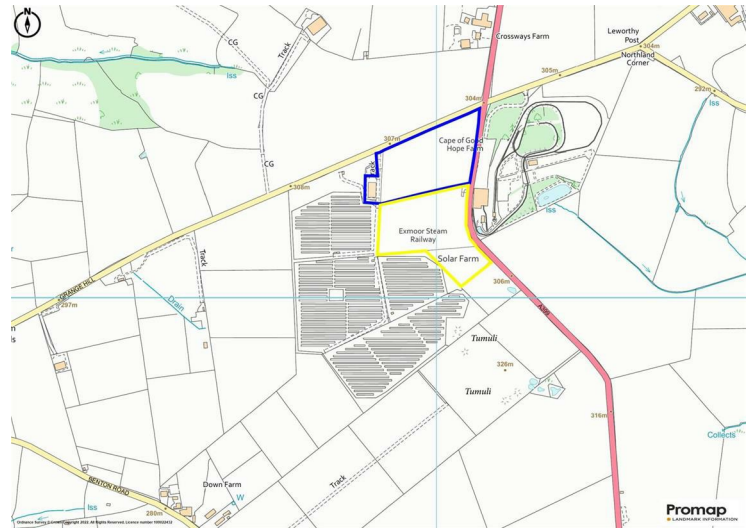 N
Crossways Farm
Leworthy
Post
304m
Northland
Corner
CG
Track
Iss
305m
CG
292m
Iss
304m
307m
Cape of Good
Hope Farm
Track
CG
308m
Iss
Exmoor Steam
Railway
Track
Solar Farm
GRANGE HILL
297m
Drain
306m
A399
Tumuli
326m
Tumuli
316m
Collects
Track
Down Farm
BENTON ROAD
W
Iss
288m
Promap
LANDMARK INFORMATION